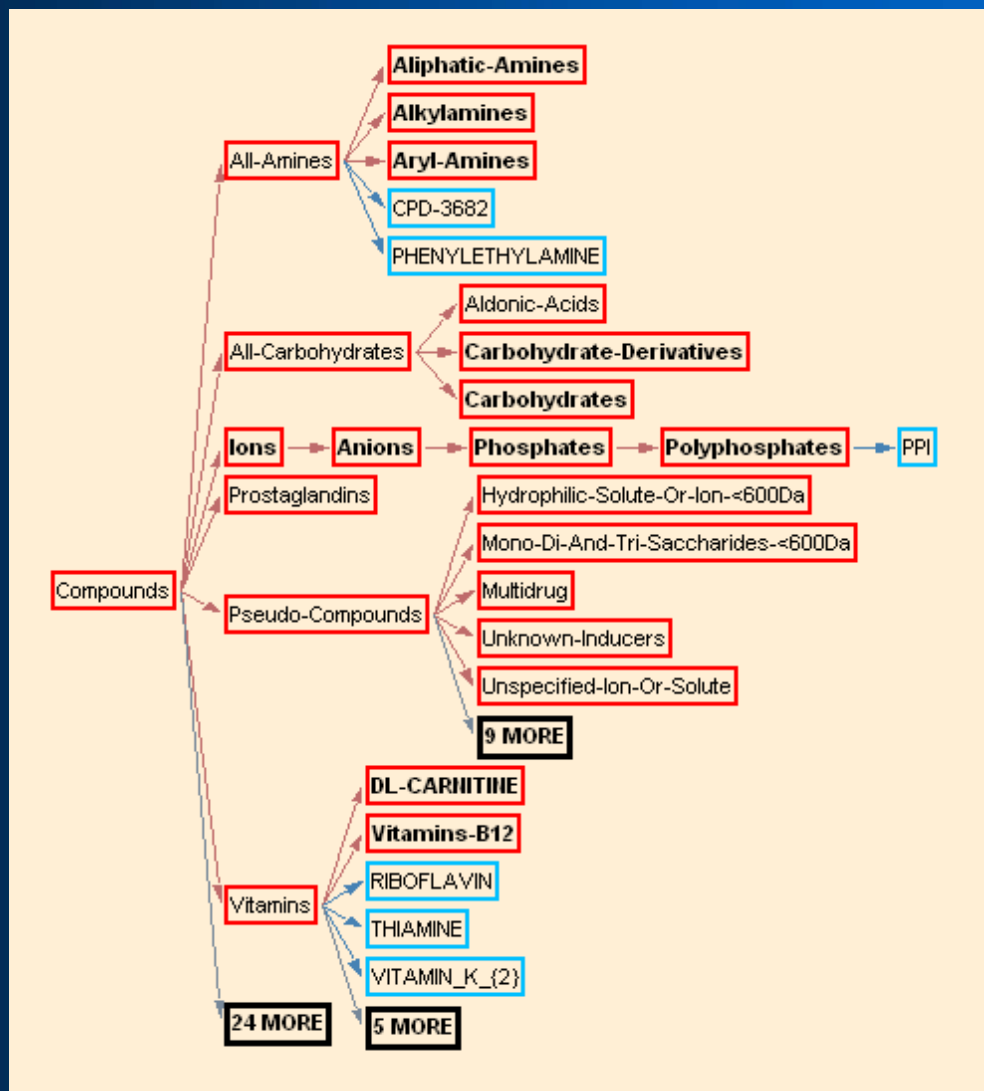 Aliphatic-Amines
Alkylamines
All-Amines
Aryl-Amines
CPD-3682
PHENYLETHYLAMINE
Aldonic-Acids
All-Carbohydrates
Carbohydrate-Derivatives
Carbohydrates
Ions
Anions
Phosphates
Polyphosphates
PPI
Prostaglandins
Hydrophilic-Solute-Or-Ion-<600Da
Mono-Di-And-Tri-Saccharides-<600Da
Compounds
Pseudo-Compounds
Multidrug
Unknown-Inducers
Unspecified-Ion-Or-Solute
9 MORE
DL-CARNITINE
Vitamins-B12
RIBOFLAVIN
Vitamins
THIAMINE
VITAMIN_K_{2}
24 MORE
5 MORE